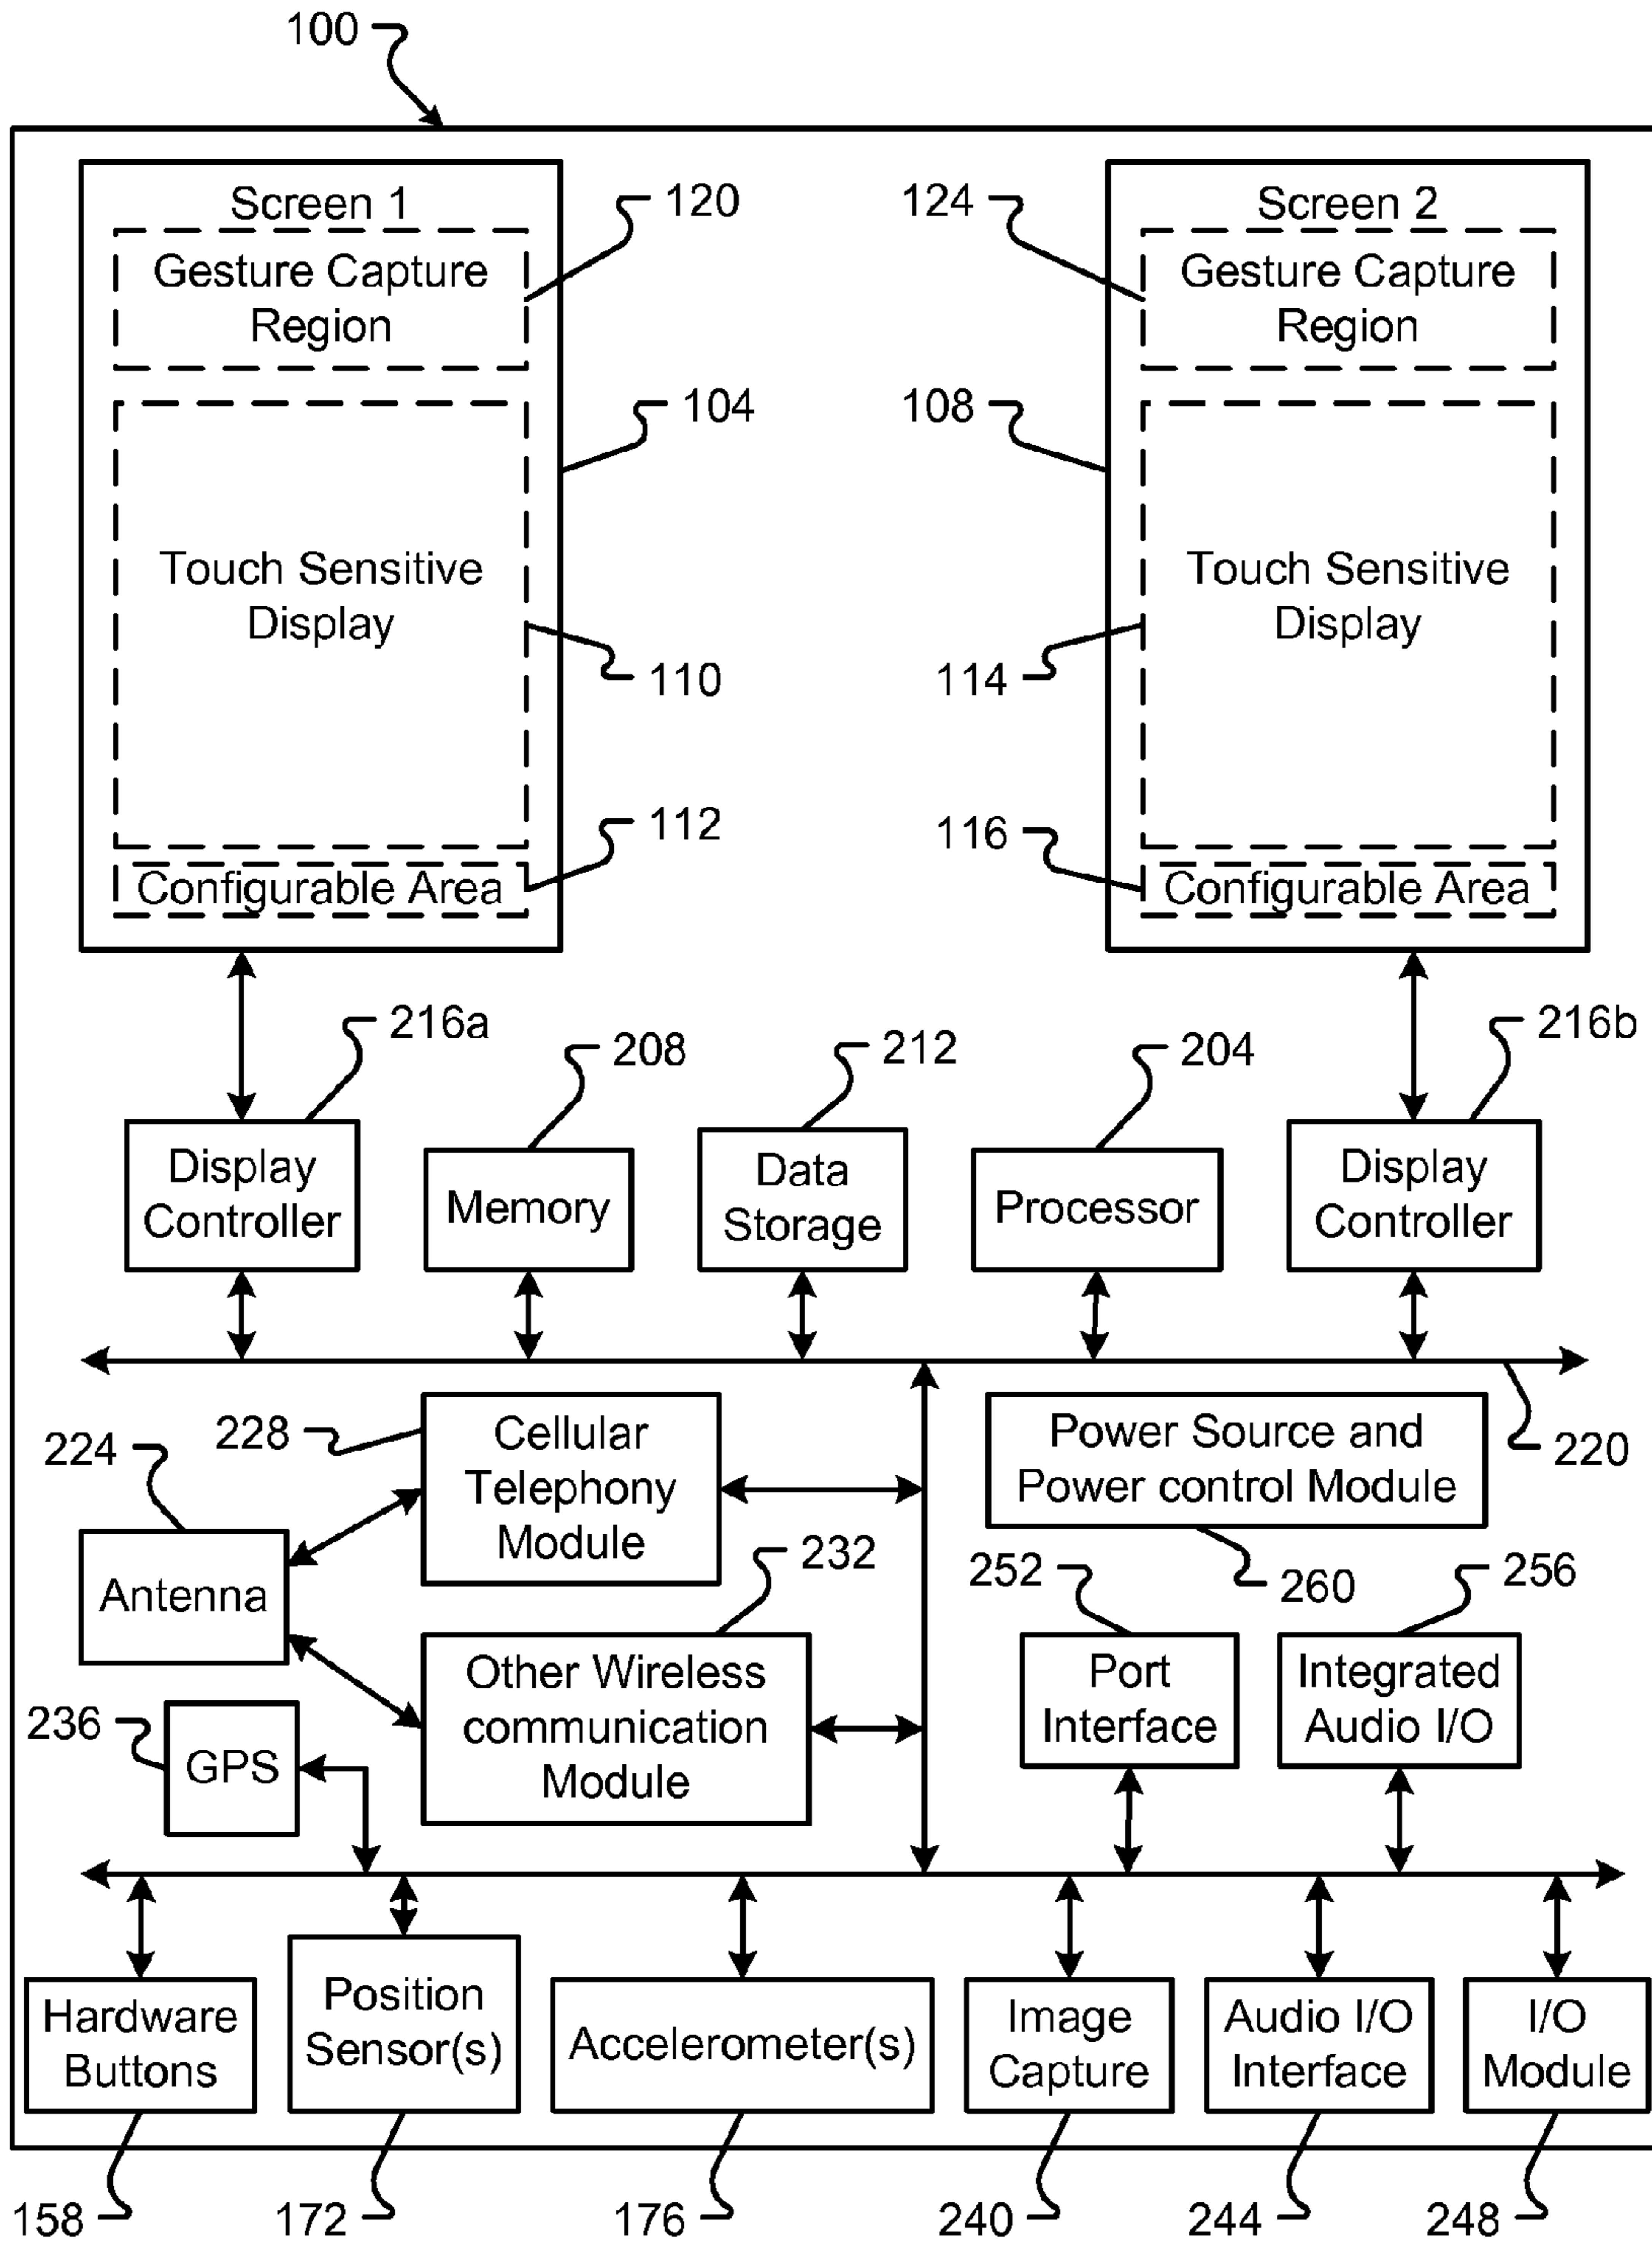 100
Screen 1
Gesture Capture
Region
120
124
Screen 2
Gesture Capture
Region
104
108
Touch Sensitive
Display
Touch Sensitive
Display
110
114
112
116
Configurable Area
Configurable Area
216a
208
212
204
216b
Display
Controller
Memory
Data
Storage
Processor
Display
Controller
228
Cellular
Telephony
Module
Power Source and
Power control Module
220
224
Antenna
232
252
260
256
Other Wireless
communication
Module
Port
Interface
Integrated
Audio I/O
236
GPS
Hardware
Buttons
Position
Sensor(s)
Accelerometer(s)
Image
Capture
Audio I/O
Interface
I/O
Module
158
172
176
240
244
248